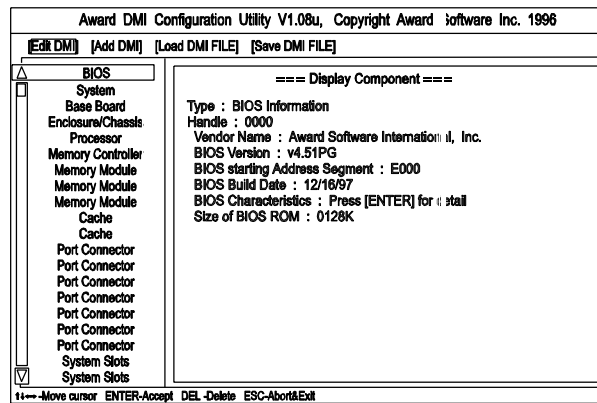 Award DMI Configuration Utility V1.08u, Copyright Award Software Inc. 1996
[Edit DMI] [Add DMI] [Load DMI FILE] [Save DMI FILE]
BIOS
System
Base Board
Enclosure/Chassis
Processor
Memory Controller
Memory Module
Memory Module
Memory Module
Cache
Cache
Port Connector
Port Connector
Port Connector
Port Connector
Port Connector
Port Connector
Port Connector
System Slots
System Slots
=== Display Component ===
Type : BIOS Information
Handle : 0000
Vendor Name : Award Software International, Inc.
BIOS Version : v4.51PG
BIOS starting Address Segment : E000
BIOS Build Date : 12/16/97
BIOS Characteristics : Press [ENTER] for detail
Size of BIOS ROM : 0128K
↑↓←→-Move cursor ENTER-Accept DEL -Delete ESC-Abort&Exit